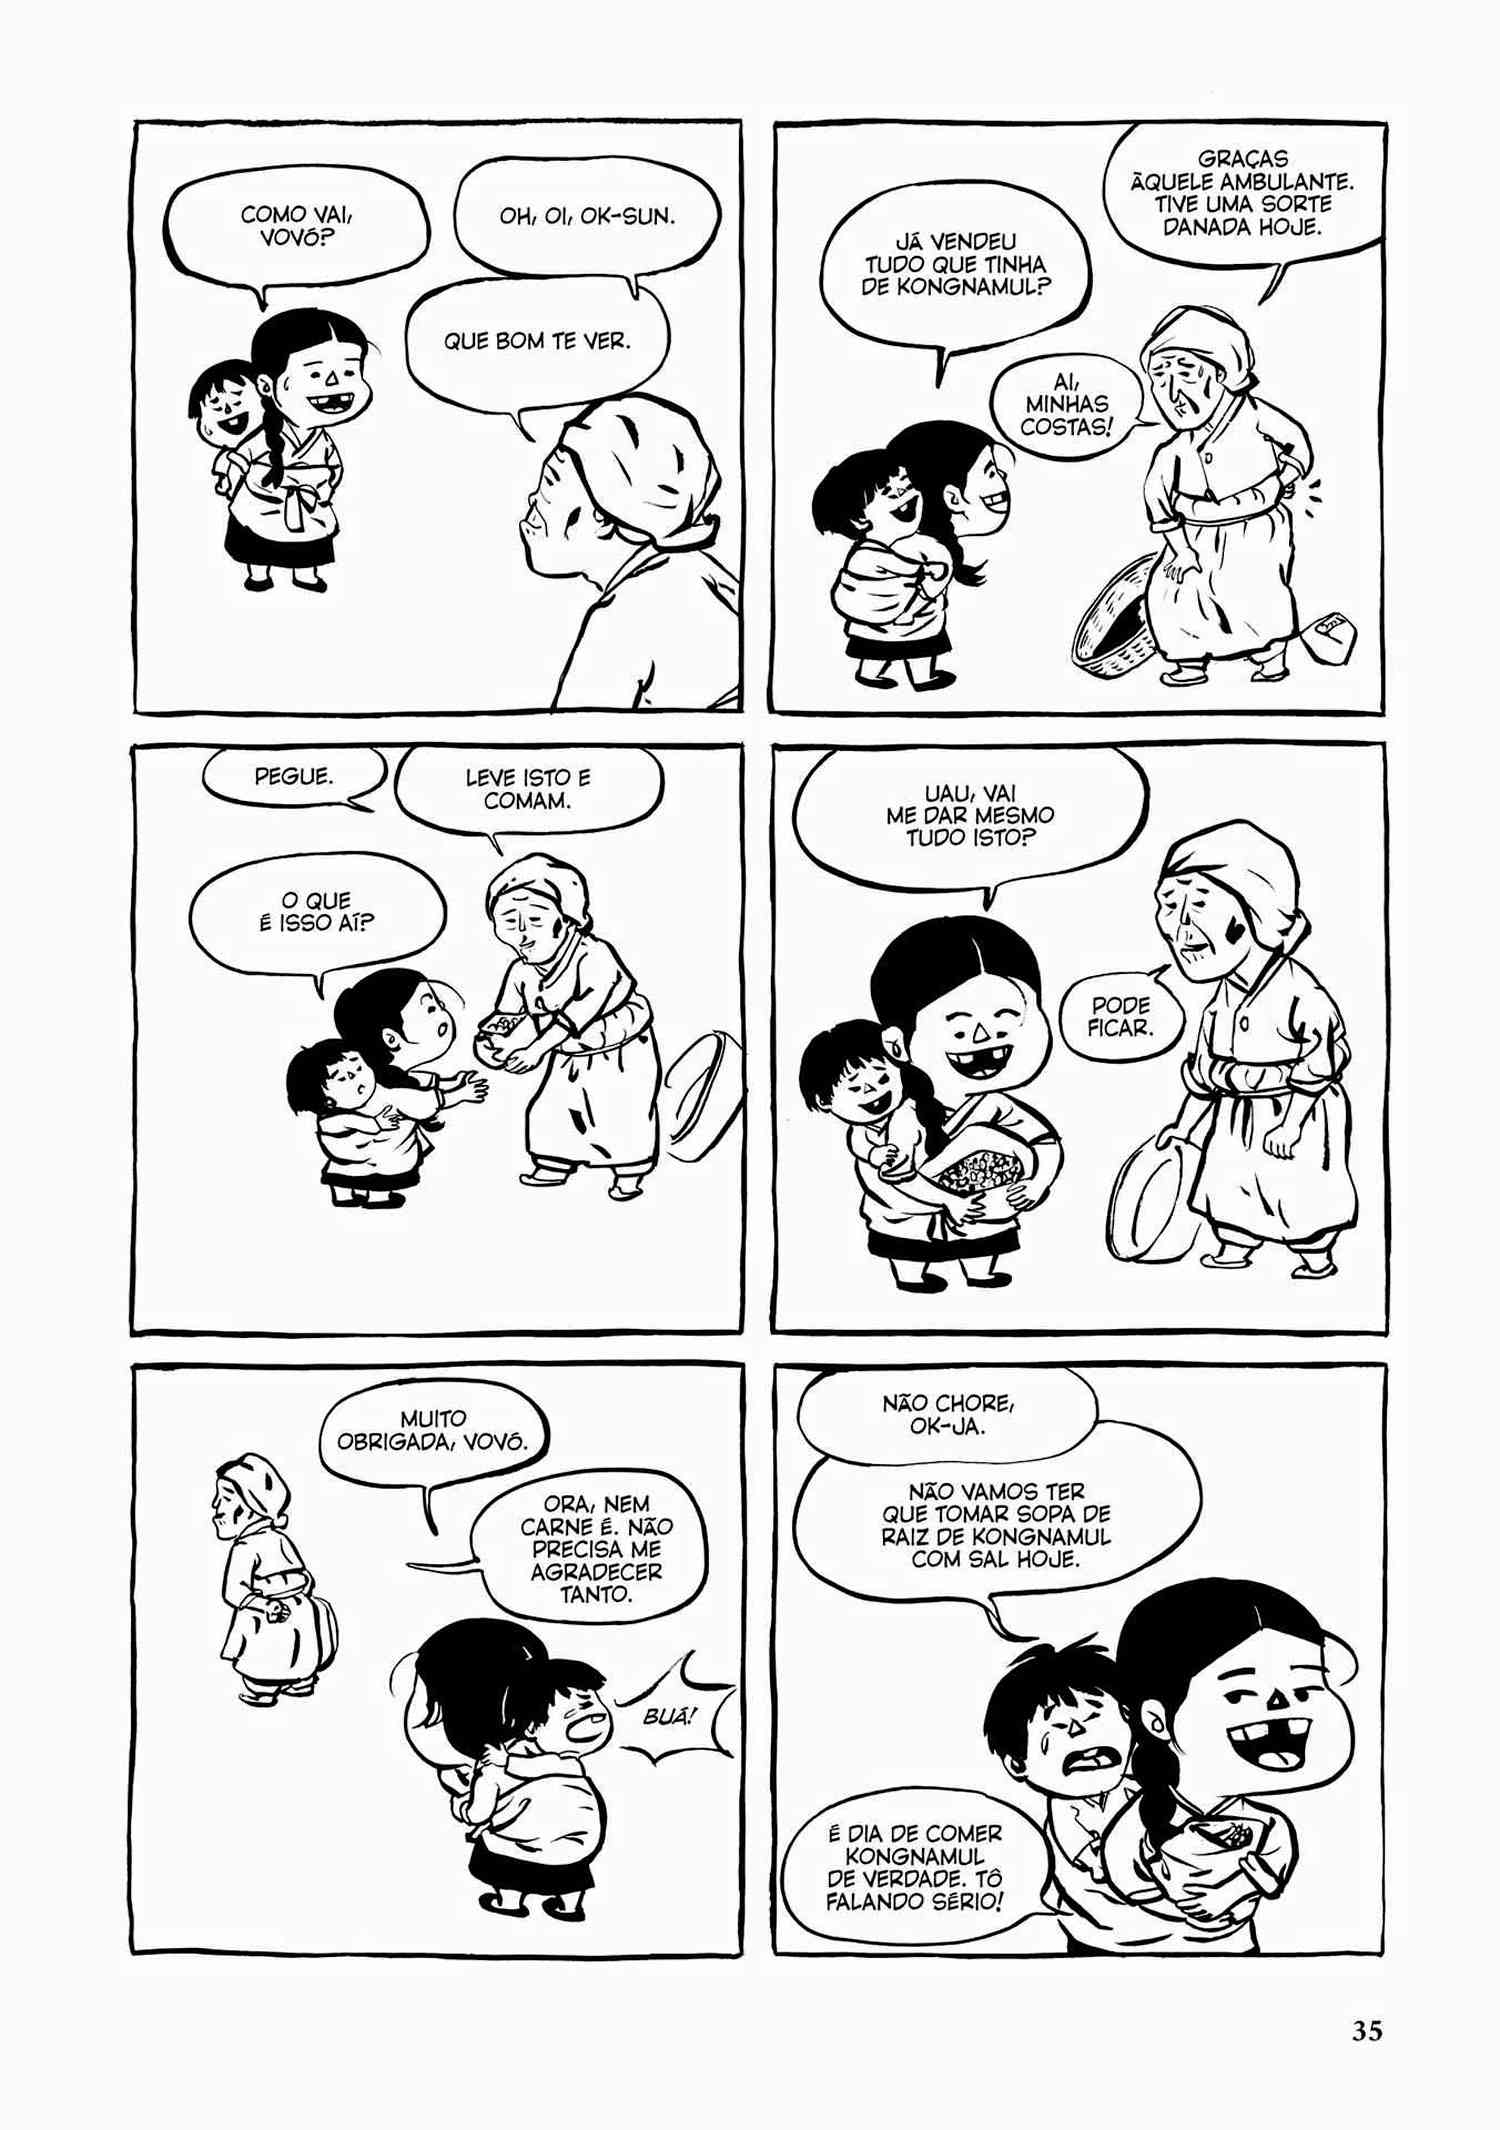 COMO VAI,
VOVÓ?
OH, OI, OK-SUN.
QUE BOM TE VER.
JÁ VENDEU
TUDO QUE TINHA
DE KONGNAMUL?
GRAÇAS
ÀQUELE AMBULANTE.
TIVE UMA SORTE
DANADA HOJE.
AI,
MINHAS
COSTAS!
PEGUE.
LEVE ISTO E
COMAM.
O QUE
É ISSO AÍ?
UAU, VAI
ME DAR MESMO
TUDO ISTO?
PODE
FICAR.
MUITO
OBRIGADA, VOVÓ.
ORA, NEM
CARNE É. NÃO
PRECISA ME
AGRADECER
TANTO.
BUÁ!
NÃO CHORE,
OK-JA.
NÃO VAMOS TER
QUE TOMAR SOPA DE
RAIZ DE KONGNAMUL
COM SAL HOJE.
É DIA DE COMER
KONGNAMUL
DE VERDADE. TÔ
FALANDO SÉRIO!
35